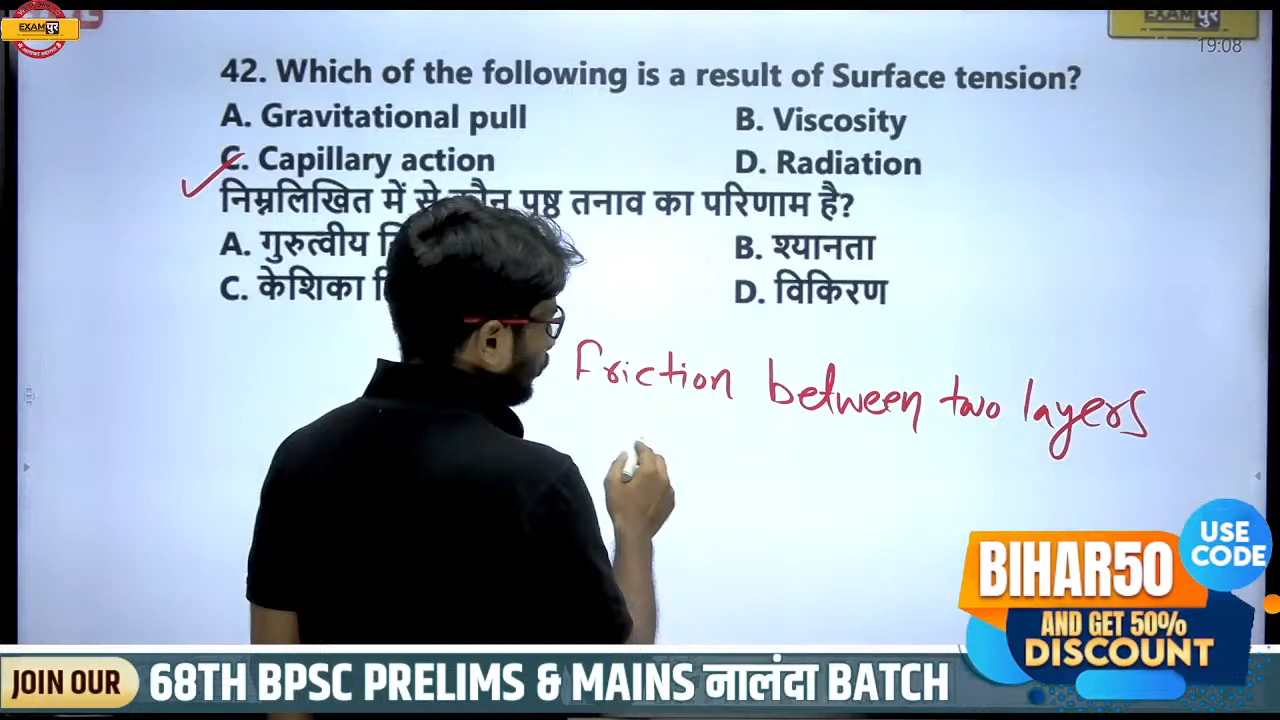 EXAM पुर
EXAM पुर
19:08
42. Which of the following is a result of Surface tension?
A. Gravitational pull
B. Viscosity
C. Capillary action
D. Radiation
निम्नलिखित में से कौन पृष्ठ तनाव का परिणाम है?
A. गुरुत्वीय
B. श्यानता
C. केशिका
D. विकिरण
Friction between two layers
USE
CODE
BIHAR50
AND GET 50%
DISCOUNT
JOIN OUR
68TH BPSC PRELIMS & MAINS नालंदा BATCH